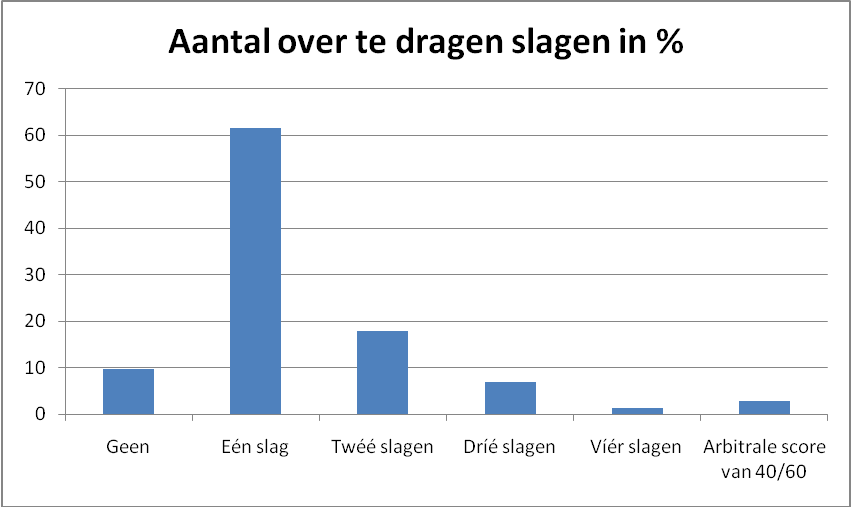 Aantal over te dragen slagen in %
70
60
50
40
30
20
10
0
Geen
Eén slag
Twéé slagen
Dríé slagen
Víér slagen
Arbitrale score
van 40/60